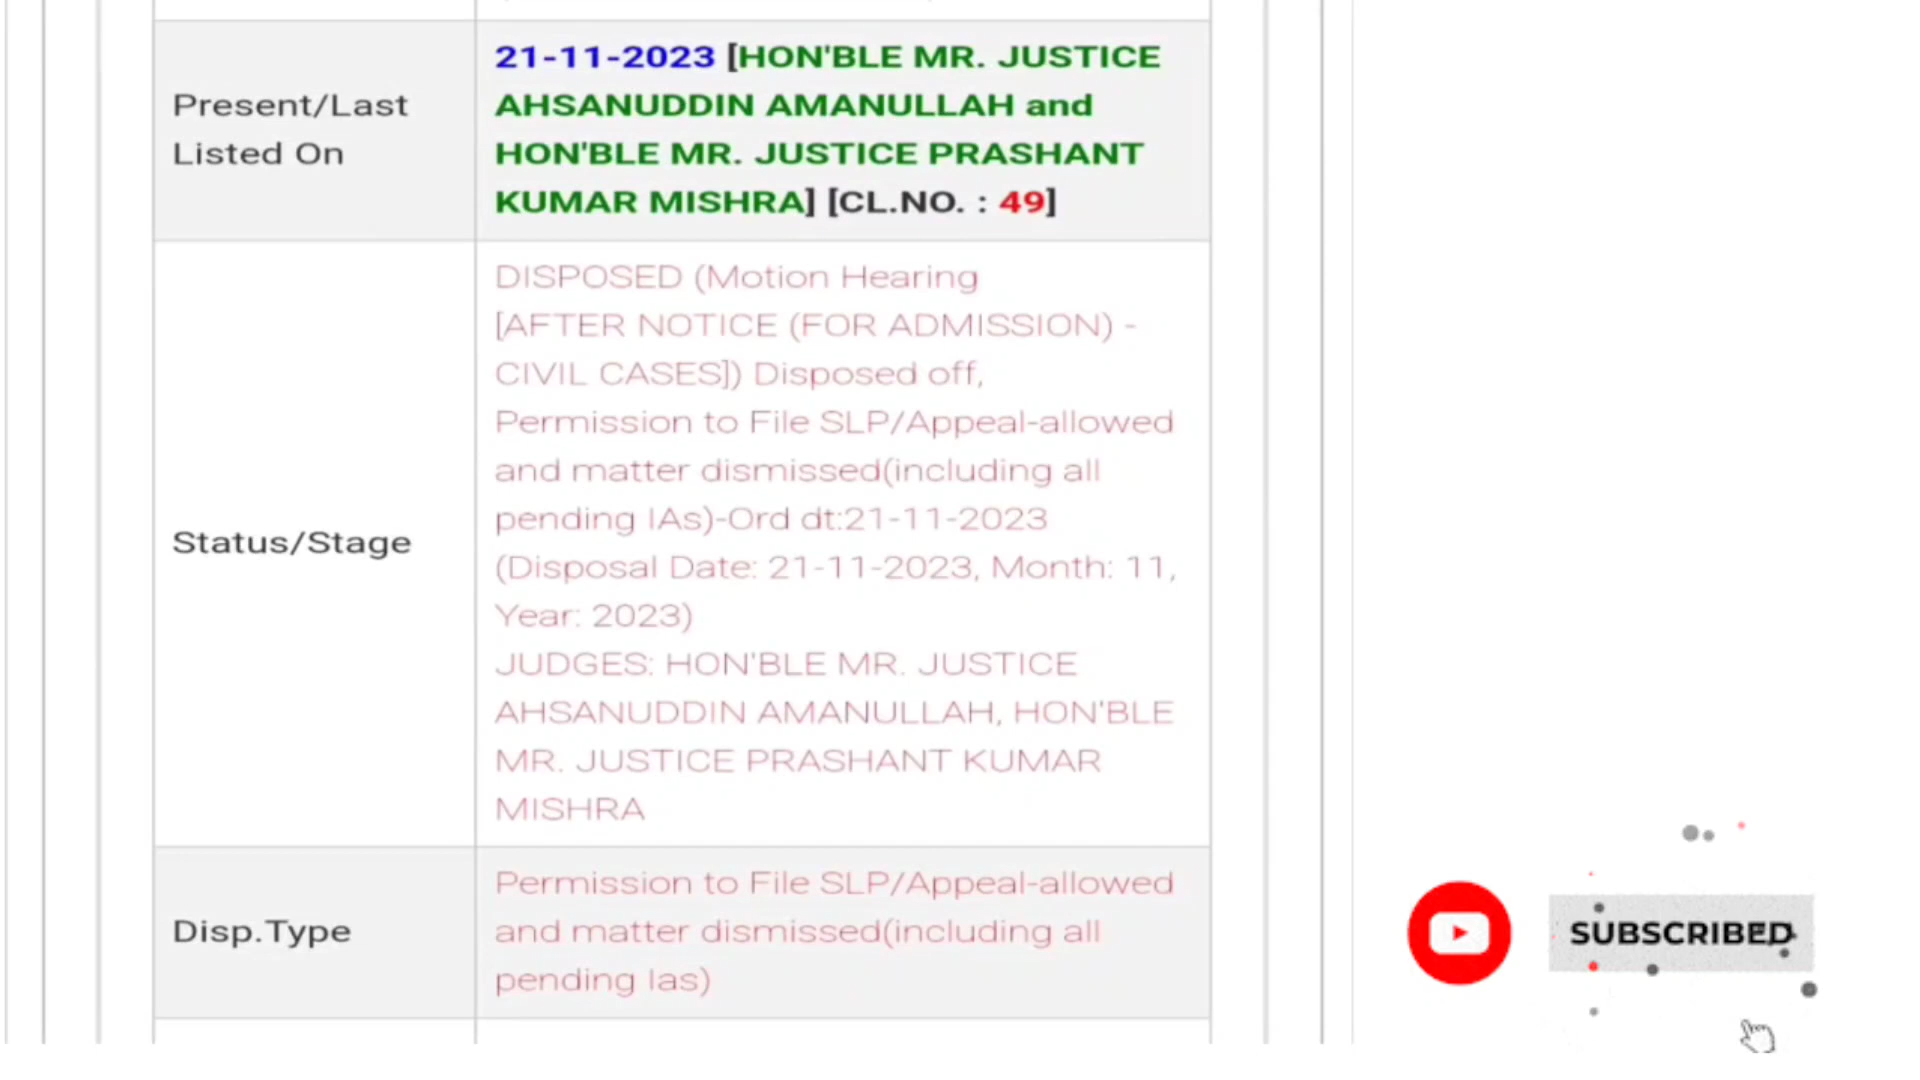 Present/Last
Listed On
21-11-2023 [HON'BLE MR. JUSTICE
AHSANUDDIN AMANULLAH and
HON'BLE MR. JUSTICE PRASHANT
KUMAR MISHRA] [CL.NO. : 49]
Status/Stage
DISPOSED (Motion Hearing
[AFTER NOTICE (FOR ADMISSION) -
CIVIL CASES]) Disposed off,
Permission to File SLP/Appeal-allowed
and matter dismissed(including all
pending IAs)-Ord dt:21-11-2023
(Disposal Date: 21-11-2023, Month: 11,
Year: 2023)
JUDGES: HON'BLE MR. JUSTICE
AHSANUDDIN AMANULLAH, HON'BLE
MR. JUSTICE PRASHANT KUMAR
MISHRA
Disp.Type
Permission to File SLP/Appeal-allowed
and matter dismissed(including all
pending Ias)
SUBSCRIBED